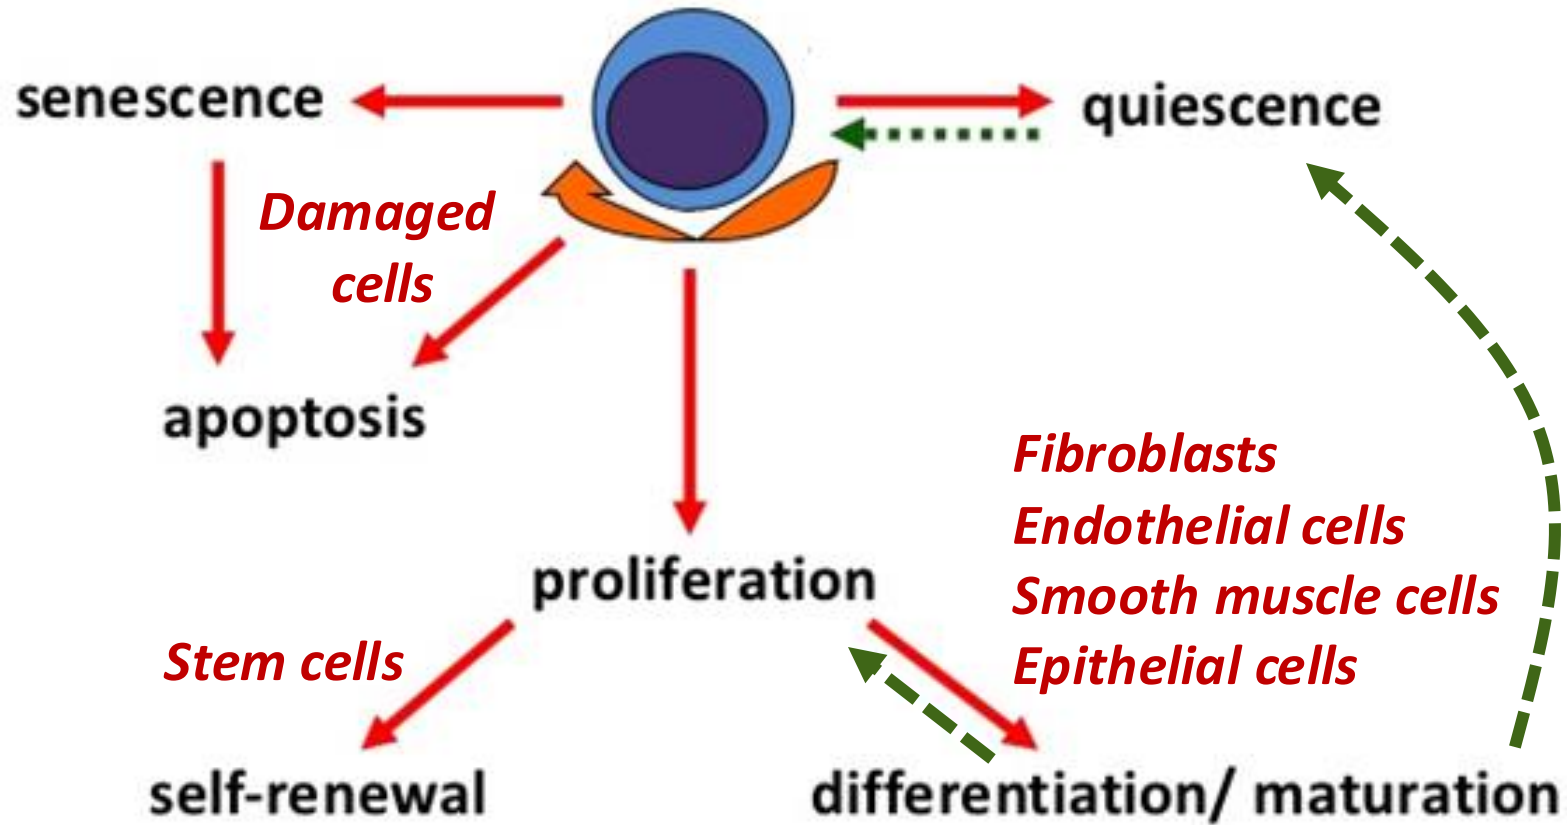 senescence
quiescence
Damaged
cells
apoptosis
Fibroblasts
Endothelial cells
Smooth muscle cells
Epithelial cells
proliferation
Stem cells
self-renewal
differentiation/ maturation